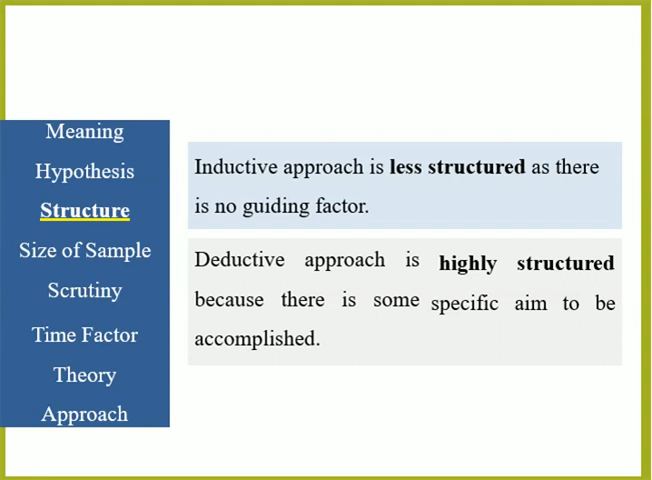 Meaning
Hypothesis
Structure
Size of Sample
Scrutiny
Time Factor
Theory
Approach
Inductive approach is less structured as there
is no guiding factor.
Deductive approach is highly structured
because there is some specific aim to be
accomplished.